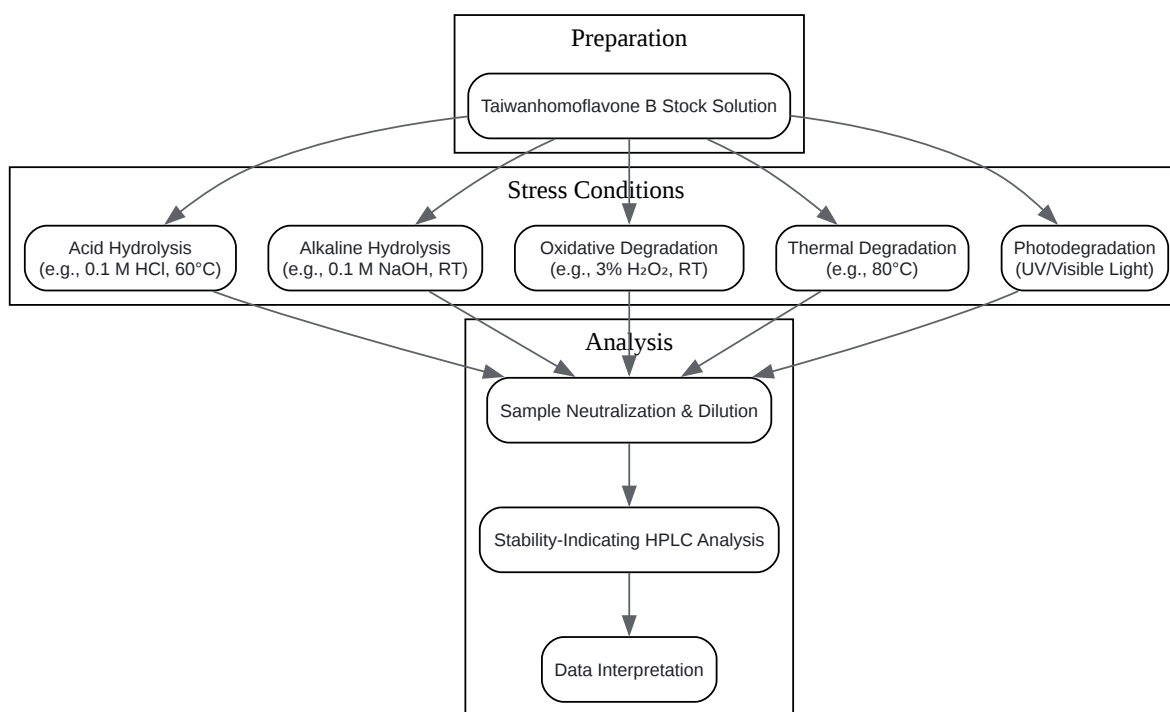 Preparation
Taiwanhomoflavone B Stock Solution
Stress Conditions
Acid Hydrolysis
(e.g., 0.1 M HCl, 60°C)
Alkaline Hydrolysis
(e.g., 0.1 M NaOH, RT)
Oxidative Degradation
(e.g., 3% H₂O₂, RT)
Thermal Degradation
(e.g., 80°C)
Photodegradation
(UV/Visible Light)
Analysis
Sample Neutralization & Dilution
Stability-Indicating HPLC Analysis
Data Interpretation